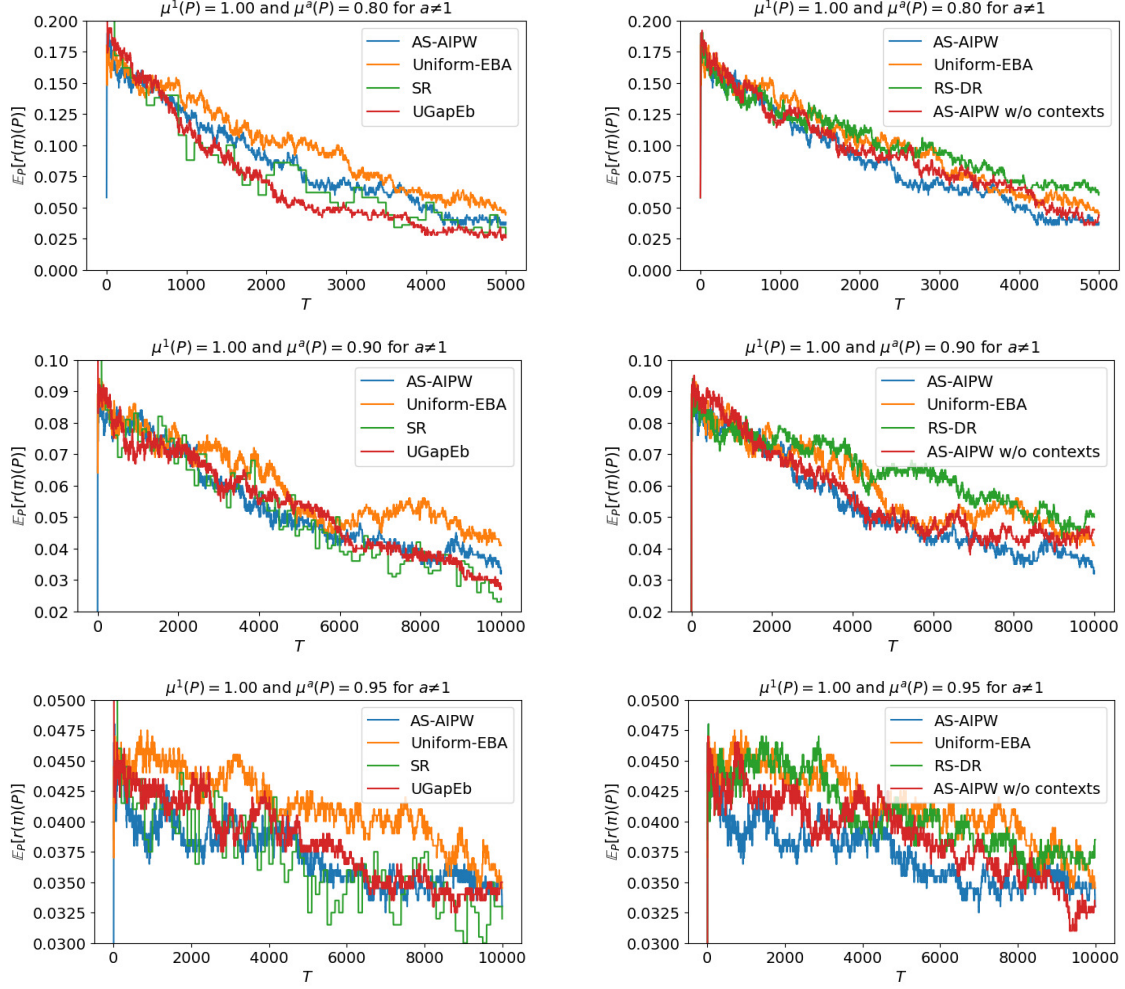 μ¹(P) = 1.00 and μᵃ(P) = 0.80 for a≠1
0.200
0.175
0.150
0.125
0.100
0.075
0.050
0.025
0.000
𝔼_P[r(π)(P)]
AS-AIPW
Uniform-EBA
SR
UGapEb
0 1000 2000 3000 4000 5000
T
μ¹(P) = 1.00 and μᵃ(P) = 0.80 for a≠1
0.200
0.175
0.150
0.125
0.100
0.075
0.050
0.025
0.000
𝔼_P[r(π)(P)]
AS-AIPW
Uniform-EBA
RS-DR
AS-AIPW w/o contexts
0 1000 2000 3000 4000 5000
T
μ¹(P) = 1.00 and μᵃ(P) = 0.90 for a≠1
0.10
0.09
0.08
0.07
0.06
0.05
0.04
0.03
0.02
𝔼_P[r(π)(P)]
AS-AIPW
Uniform-EBA
SR
UGapEb
0 2000 4000 6000 8000 10000
T
μ¹(P) = 1.00 and μᵃ(P) = 0.90 for a≠1
0.10
0.09
0.08
0.07
0.06
0.05
0.04
0.03
0.02
𝔼_P[r(π)(P)]
AS-AIPW
Uniform-EBA
RS-DR
AS-AIPW w/o contexts
0 2000 4000 6000 8000 10000
T
μ¹(P) = 1.00 and μᵃ(P) = 0.95 for a≠1
0.0500
0.0475
0.0450
0.0425
0.0400
0.0375
0.0350
0.0325
0.0300
𝔼_P[r(π)(P)]
AS-AIPW
Uniform-EBA
SR
UGapEb
0 2000 4000 6000 8000 10000
T
μ¹(P) = 1.00 and μᵃ(P) = 0.95 for a≠1
0.0500
0.0475
0.0450
0.0425
0.0400
0.0375
0.0350
0.0325
0.0300
𝔼_P[r(π)(P)]
AS-AIPW
Uniform-EBA
RS-DR
AS-AIPW w/o contexts
0 2000 4000 6000 8000 10000
T